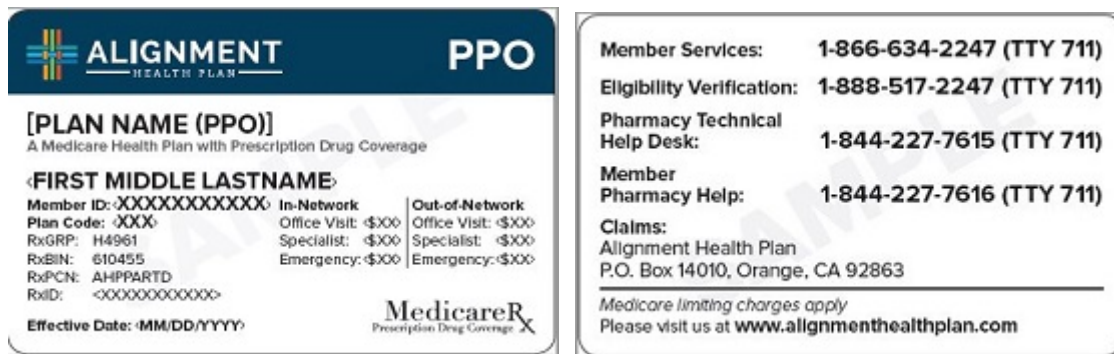 ALIGNMENT
HEALTH PLAN
PPO
[PLAN NAME (PPO)]
A Medicare Health Plan with Prescription Drug Coverage
<FIRST MIDDLE LASTNAME>
Member ID: <XXXXXXXXXXX>
Plan Code: <XXX>
RxGRP: H4961
RxBIN: 610455
RxPCN: AHPPARTD
RxID: <XXXXXXXXXXX>
In-Network
Office Visit: <$XX>
Specialist: <$XX>
Emergency: <$XX>
Out-of-Network
Office Visit: <$XX>
Specialist: <$XX>
Emergency: <$XX>
Effective Date: <MM/DD/YYYY>
MedicareRx
Prescription Drug Coverage
SAMPLE
Member Services: 1-866-634-2247 (TTY 711)
Eligibility Verification: 1-888-517-2247 (TTY 711)
Pharmacy Technical
Help Desk: 1-844-227-7615 (TTY 711)
Member
Pharmacy Help: 1-844-227-7616 (TTY 711)
Claims:
Alignment Health Plan
P.O. Box 14010, Orange, CA 92863
Medicare limiting charges apply
Please visit us at www.alignmenthealthplan.com
SAMPLE